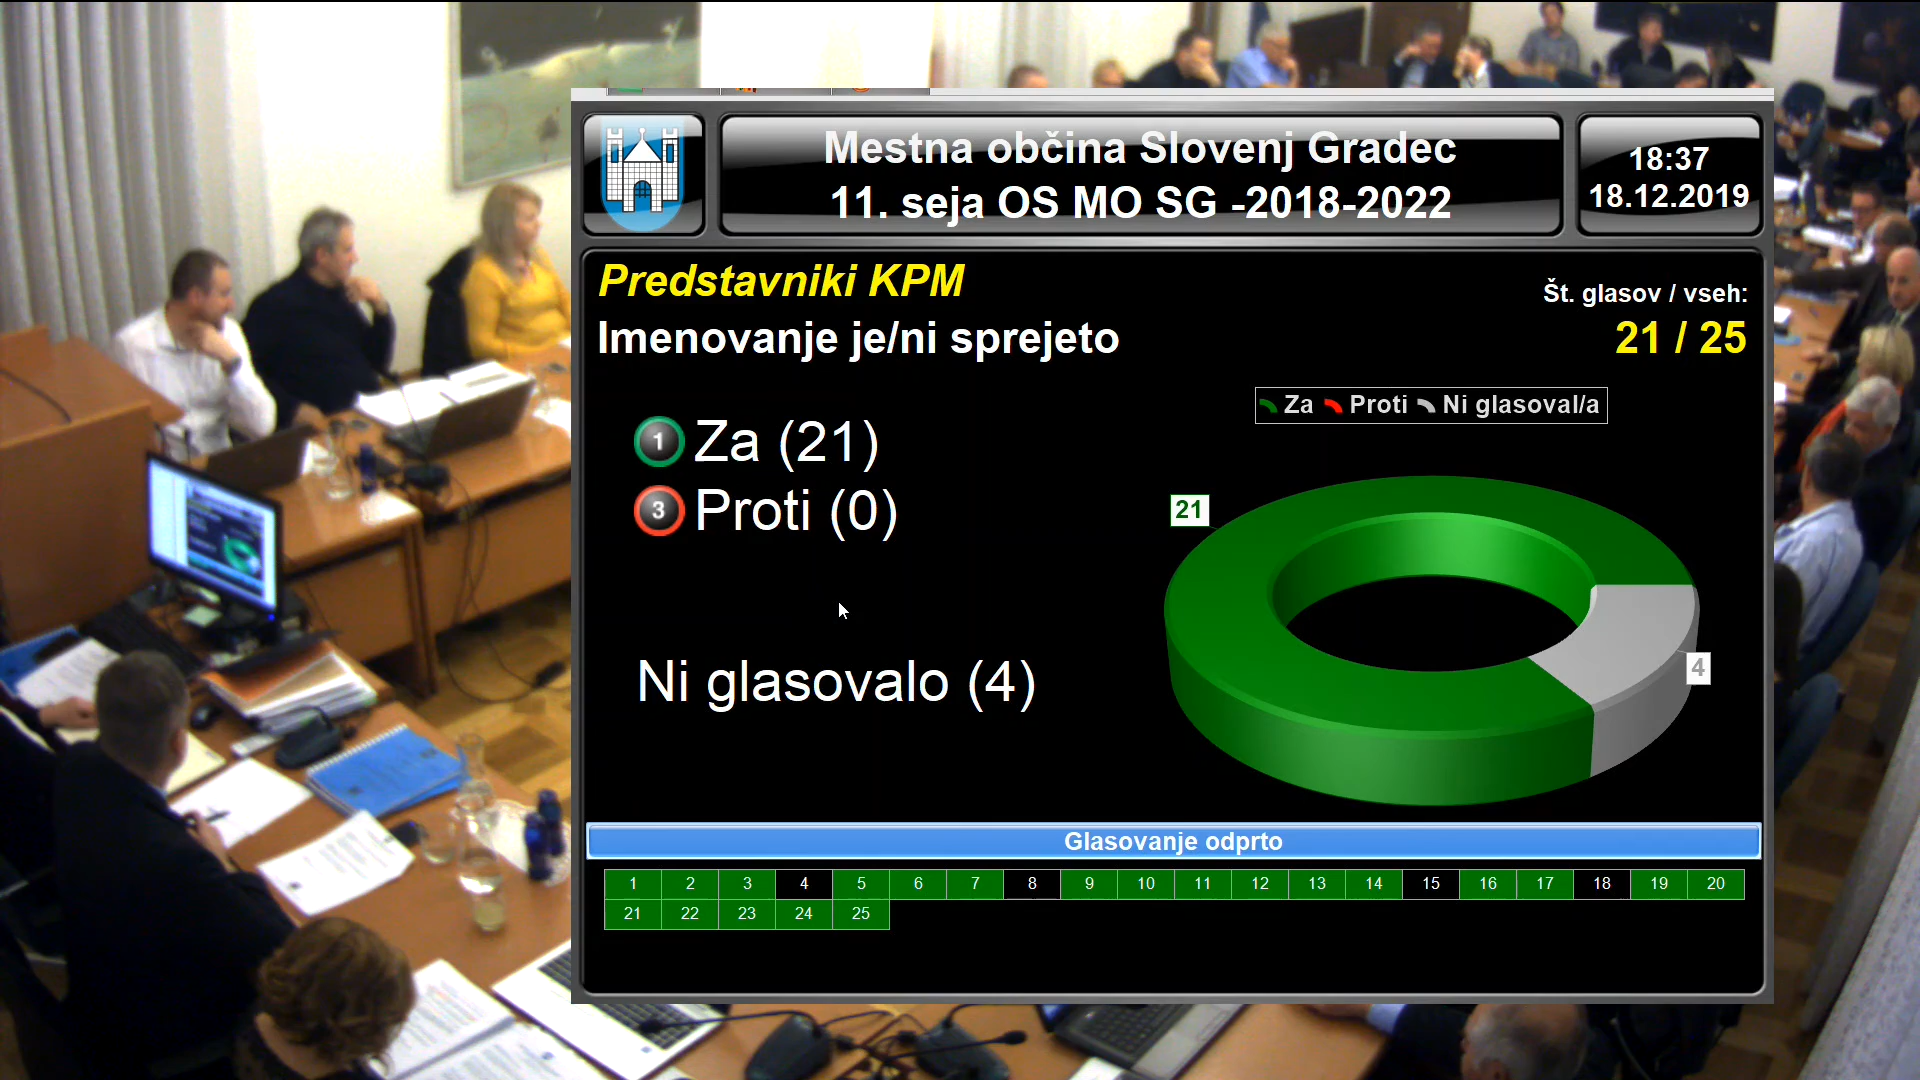 Mestna občina Slovenj Gradec
11. seja OS MO SG -2018-2022
18:37
18.12.2019
Predstavniki KPM
Imenovanje je/ni sprejeto
Št. glasov / vseh:
21 / 25
Za Proti Ni glasoval/a
1 Za (21)
3 Proti (0)
Ni glasovalo (4)
21
4
Glasovanje odprto
1 2 3 4 5 6 7 8 9 10 11 12 13 14 15 16 17 18 19 20
21 22 23 24 25